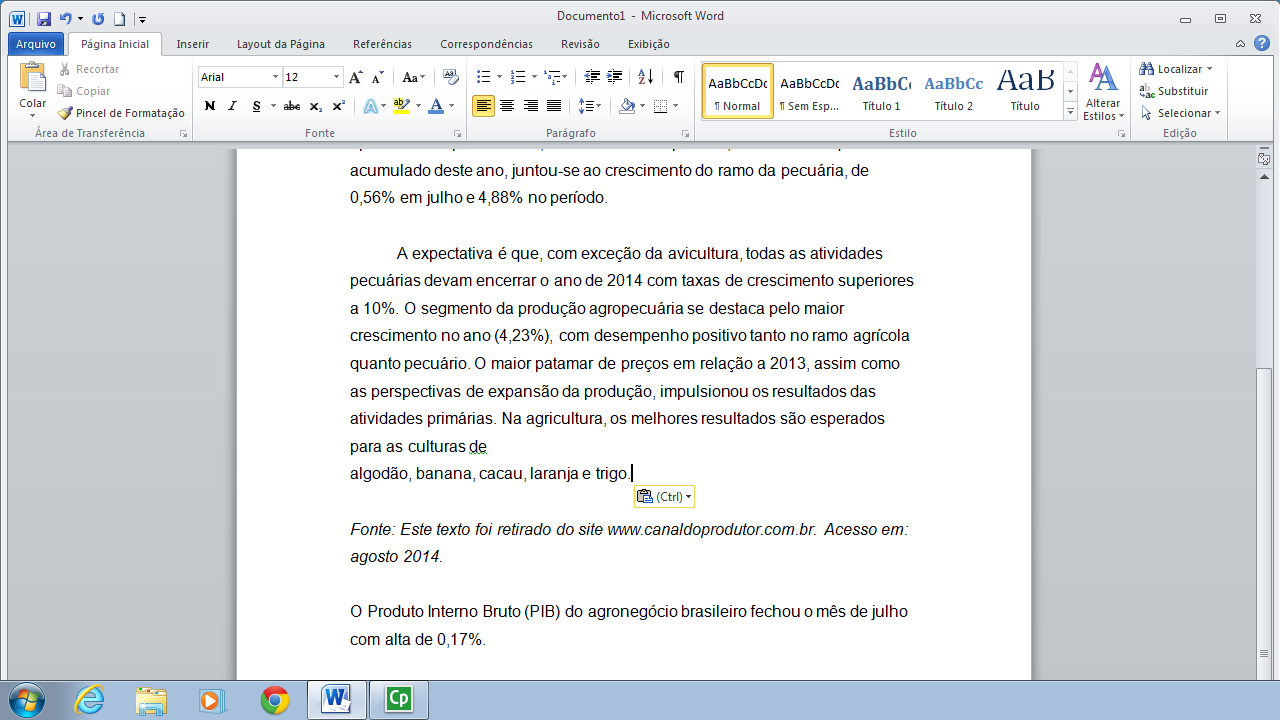 Documento1 - Microsoft Word
Arquivo Página Inicial Inserir Layout da Página Referências Correspondências Revisão Exibição
Colar
Recortar
Copiar
Pincel de Formatação
Área de Transferência
Arial 12
Aa
N I S abc x₂ x²
A ab A
Fonte
Parágrafo
AaBbCcDc AaBbCcDc AaBbCc AaBbCc AaB
¶ Normal ¶ Sem Esp... Título 1 Título 2 Título
Alterar Estilos
Estilo
Localizar
Substituir
Selecionar
Edição
acumulado deste ano, juntou-se ao crescimento do ramo da pecuária, de
0,56% em julho e 4,88% no período.
A expectativa é que, com exceção da avicultura, todas as atividades
pecuárias devam encerrar o ano de 2014 com taxas de crescimento superiores
a 10%. O segmento da produção agropecuária se destaca pelo maior
crescimento no ano (4,23%), com desempenho positivo tanto no ramo agrícola
quanto pecuário. O maior patamar de preços em relação a 2013, assim como
as perspectivas de expansão da produção, impulsionou os resultados das
atividades primárias. Na agricultura, os melhores resultados são esperados
para as culturas de
algodão, banana, cacau, laranja e trigo.
(Ctrl)
Fonte: Este texto foi retirado do site www.canaldoprodutor.com.br. Acesso em:
agosto 2014.
O Produto Interno Bruto (PIB) do agronegócio brasileiro fechou o mês de julho
com alta de 0,17%.
Cp